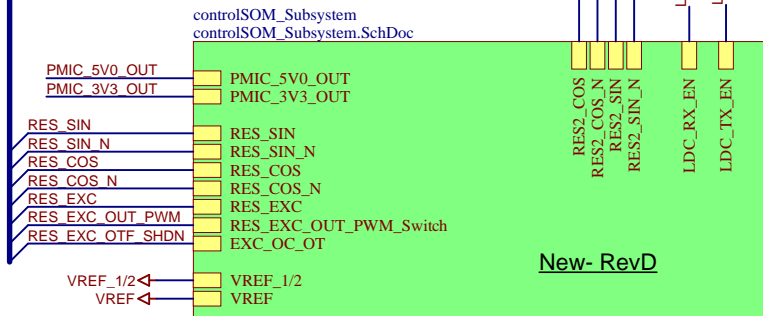 controlSOM_Subsystem
controlSOM_Subsystem.SchDoc
PMIC_5V0_OUT PMIC_5V0_OUT
PMIC_3V3_OUT PMIC_3V3_OUT
RES_SIN RES_SIN
RES_SIN_N RES_SIN_N
RES_COS RES_COS
RES_COS_N RES_COS_N
RES_EXC RES_EXC
RES_EXC_OUT_PWM RES_EXC_OUT_PWM_Switch
RES_EXC_OTF_SHDN EXC_OC_OT
VREF_1/2 VREF_1/2
VREF VREF
RES2_COS
RES2_COS_N
RES2_SIN
RES2_SIN_N
LDC_RX_EN
LDC_TX_EN
New- RevD